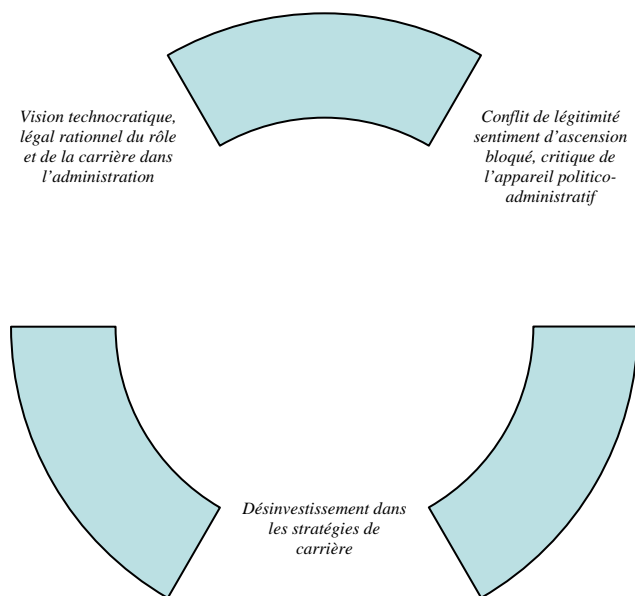 Vision technocratique,
légal rationnel du rôle
et de la carrière dans
l’administration
Conflit de légitimité
sentiment d’ascension
bloqué, critique de
l’appareil politico-
administratif
Désinvestissement dans
les stratégies de
carrière